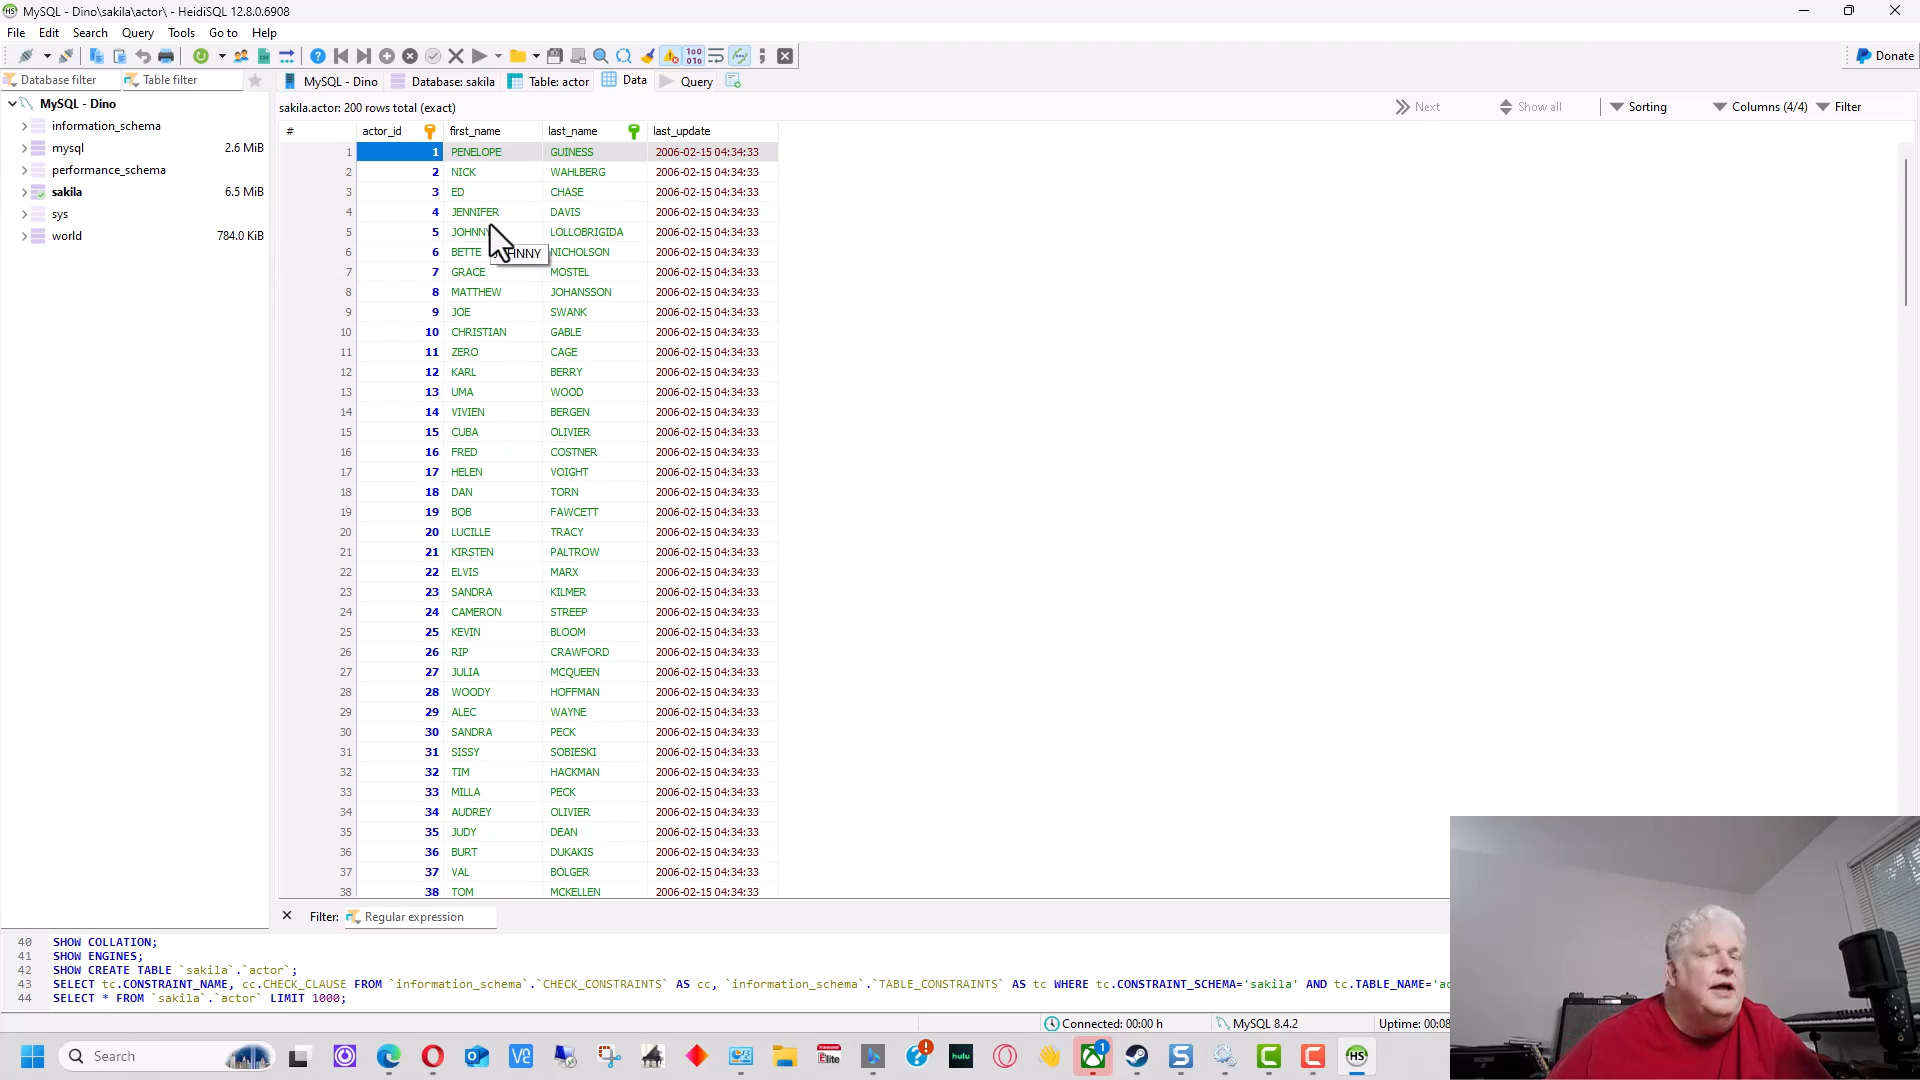 MySQL - Dino\sakila\actor\ - HeidiSQL 12.8.0.6908
File Edit Search Query Tools Go to Help
Donate
Database filter Table filter MySQL - Dino Database: sakila Table: actor Data Query
sakila.actor: 200 rows total (exact) Next Show all Sorting Columns (4/4) Filter
MySQL - Dino
information_schema
mysql 2.6 MiB
performance_schema
sakila 6.5 MiB
sys
world 784.0 KiB
# actor_id first_name last_name last_update
1 1 PENELOPE GUINESS 2006-02-15 04:34:33
2 2 NICK WAHLBERG 2006-02-15 04:34:33
3 3 ED CHASE 2006-02-15 04:34:33
4 4 JENNIFER DAVIS 2006-02-15 04:34:33
5 5 JOHNNY LOLLOBRIGIDA 2006-02-15 04:34:33
6 6 BETTE NICHOLSON 2006-02-15 04:34:33
HNNY
7 7 GRACE MOSTEL 2006-02-15 04:34:33
8 8 MATTHEW JOHANSSON 2006-02-15 04:34:33
9 9 JOE SWANK 2006-02-15 04:34:33
10 10 CHRISTIAN GABLE 2006-02-15 04:34:33
11 11 ZERO CAGE 2006-02-15 04:34:33
12 12 KARL BERRY 2006-02-15 04:34:33
13 13 UMA WOOD 2006-02-15 04:34:33
14 14 VIVIEN BERGEN 2006-02-15 04:34:33
15 15 CUBA OLIVIER 2006-02-15 04:34:33
16 16 FRED COSTNER 2006-02-15 04:34:33
17 17 HELEN VOIGHT 2006-02-15 04:34:33
18 18 DAN TORN 2006-02-15 04:34:33
19 19 BOB FAWCETT 2006-02-15 04:34:33
20 20 LUCILLE TRACY 2006-02-15 04:34:33
21 21 KIRSTEN PALTROW 2006-02-15 04:34:33
22 22 ELVIS MARX 2006-02-15 04:34:33
23 23 SANDRA KILMER 2006-02-15 04:34:33
24 24 CAMERON STREEP 2006-02-15 04:34:33
25 25 KEVIN BLOOM 2006-02-15 04:34:33
26 26 RIP CRAWFORD 2006-02-15 04:34:33
27 27 JULIA MCQUEEN 2006-02-15 04:34:33
28 28 WOODY HOFFMAN 2006-02-15 04:34:33
29 29 ALEC WAYNE 2006-02-15 04:34:33
30 30 SANDRA PECK 2006-02-15 04:34:33
31 31 SISSY SOBIESKI 2006-02-15 04:34:33
32 32 TIM HACKMAN 2006-02-15 04:34:33
33 33 MILLA PECK 2006-02-15 04:34:33
34 34 AUDREY OLIVIER 2006-02-15 04:34:33
35 35 JUDY DEAN 2006-02-15 04:34:33
36 36 BURT DUKAKIS 2006-02-15 04:34:33
37 37 VAL BOLGER 2006-02-15 04:34:33
38 38 TOM MCKELLEN 2006-02-15 04:34:33
Filter: Regular expression
40 SHOW COLLATION;
41 SHOW ENGINES;
42 SHOW CREATE TABLE `sakila`.`actor`;
43 SELECT tc.CONSTRAINT_NAME, cc.CHECK_CLAUSE FROM `information_schema`.`CHECK_CONSTRAINTS` AS cc, `information_schema`.`TABLE_CONSTRAINTS` AS tc WHERE tc.CONSTRAINT_SCHEMA='sakila' AND tc.TABLE_NAME='ac
44 SELECT * FROM `sakila`.`actor` LIMIT 1000;
Connected: 00:00 h MySQL 8.4.2 Uptime: 00:08
Search hulu HS